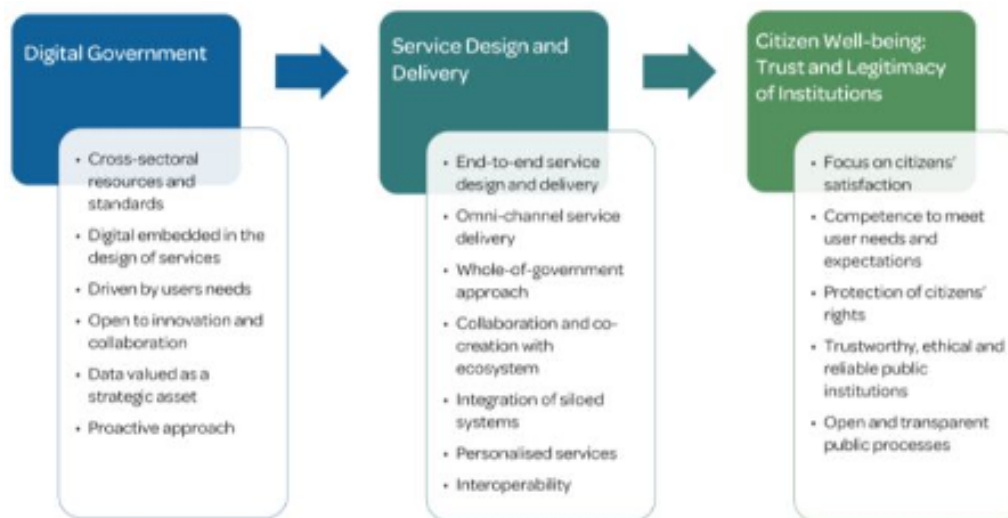 Digital Government
• Cross-sectoral
resources and
standards
• Digital embedded in the
design of services
• Driven by users needs
• Open to innovation and
collaboration
• Data valued as a
strategic asset
• Proactive approach
Service Design and
Delivery
• End-to-end service
design and delivery
• Omni-channel service
delivery
• Whole-of-government
approach
• Collaboration and co-
creation with
ecosystem
• Integration of siloed
systems
• Personalised services
• Interoperability
Citizen Well-being:
Trust and Legitimacy
of Institutions
• Focus on citizens’
satisfaction
• Competence to meet
user needs and
expectations
• Protection of citizens’
rights
• Trustworthy, ethical and
reliable public
institutions
• Open and transparent
public processes